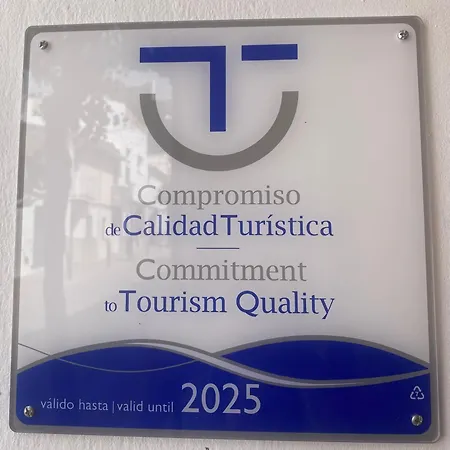 Compromiso
de Calidad Turística
Commitment
to Tourism Quality
válido hasta | valid until 2025